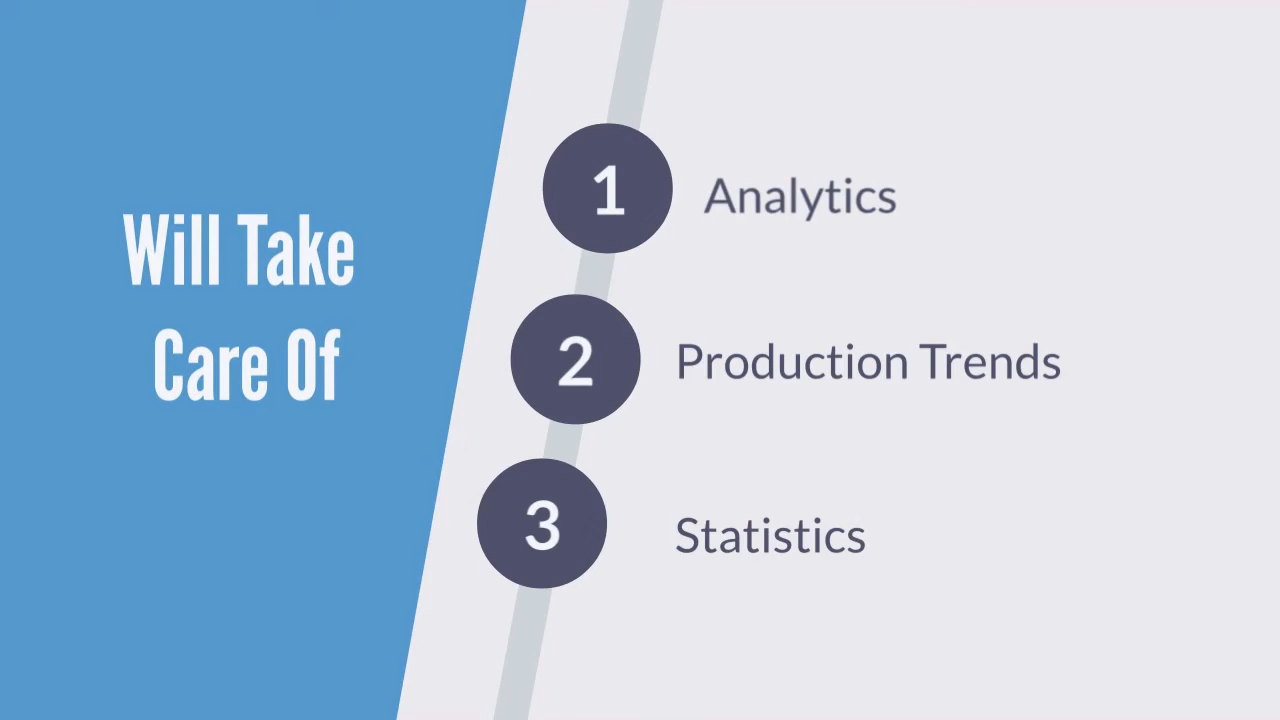 Will Take
Care Of
1 Analytics
2 Production Trends
3 Statistics